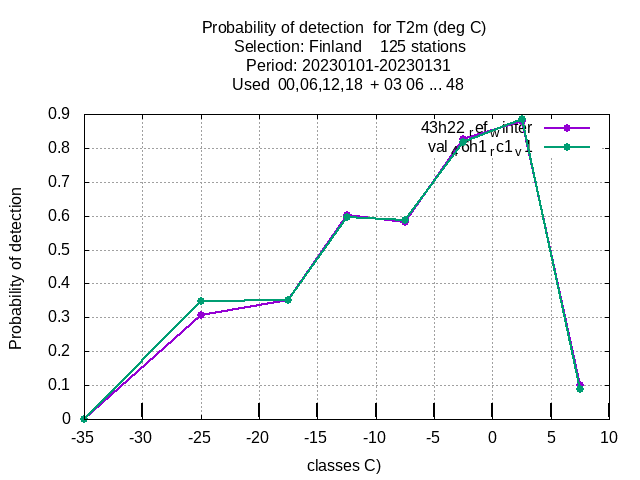 Probability of detection  for T2m (deg C)
Selection: Finland    125 stations
Period: 20230101-20230131
Used  00,06,12,18  + 03 06 ... 48
43h22_ref_winter
0.9
0.8
0.7
0.6
0.5
0.4
0.3
0.2
0.1
0
Probability of detection
-35 -30 -25 -20 -15 -10 -5 0 5 10
classes C)